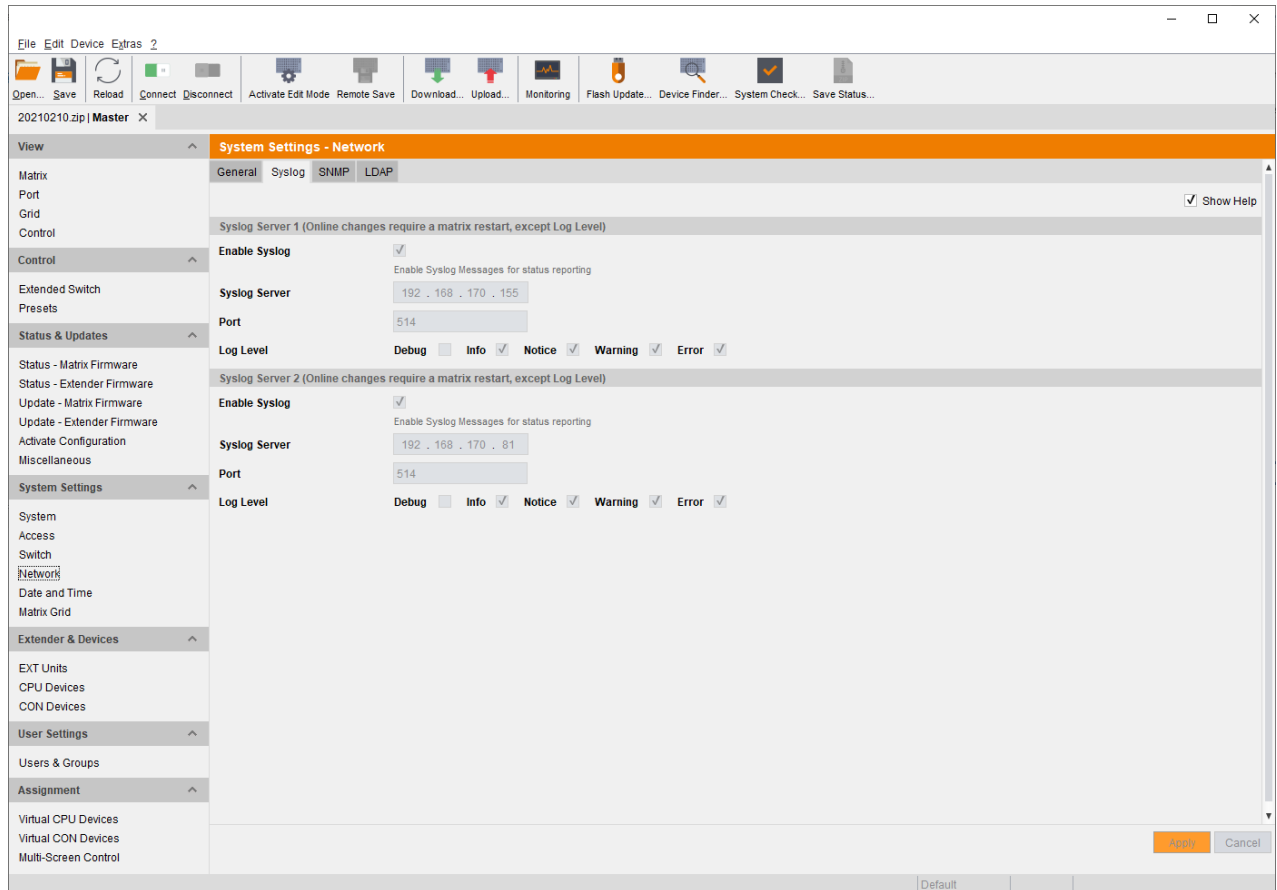 File Edit Device Extras ?
Open... Save Reload Connect Disconnect Activate Edit Mode Remote Save Download... Upload... Monitoring Flash Update... Device Finder... System Check... Save Status...
20210210.zip | Master
View
Matrix
Port
Grid
Control
Control
Extended Switch
Presets
Status & Updates
Status - Matrix Firmware
Status - Extender Firmware
Update - Matrix Firmware
Update - Extender Firmware
Activate Configuration
Miscellaneous
System Settings
System
Access
Switch
Network
Date and Time
Matrix Grid
Extender & Devices
EXT Units
CPU Devices
CON Devices
User Settings
Users & Groups
Assignment
Virtual CPU Devices
Virtual CON Devices
Multi-Screen Control
System Settings - Network
General Syslog SNMP LDAP
Show Help
Syslog Server 1 (Online changes require a matrix restart, except Log Level)
Enable Syslog
Enable Syslog Messages for status reporting
Syslog Server 192 . 168 . 170 . 155
Port 514
Log Level Debug Info Notice Warning Error
Syslog Server 2 (Online changes require a matrix restart, except Log Level)
Enable Syslog
Enable Syslog Messages for status reporting
Syslog Server 192 . 168 . 170 . 81
Port 514
Log Level Debug Info Notice Warning Error
Apply Cancel
Default